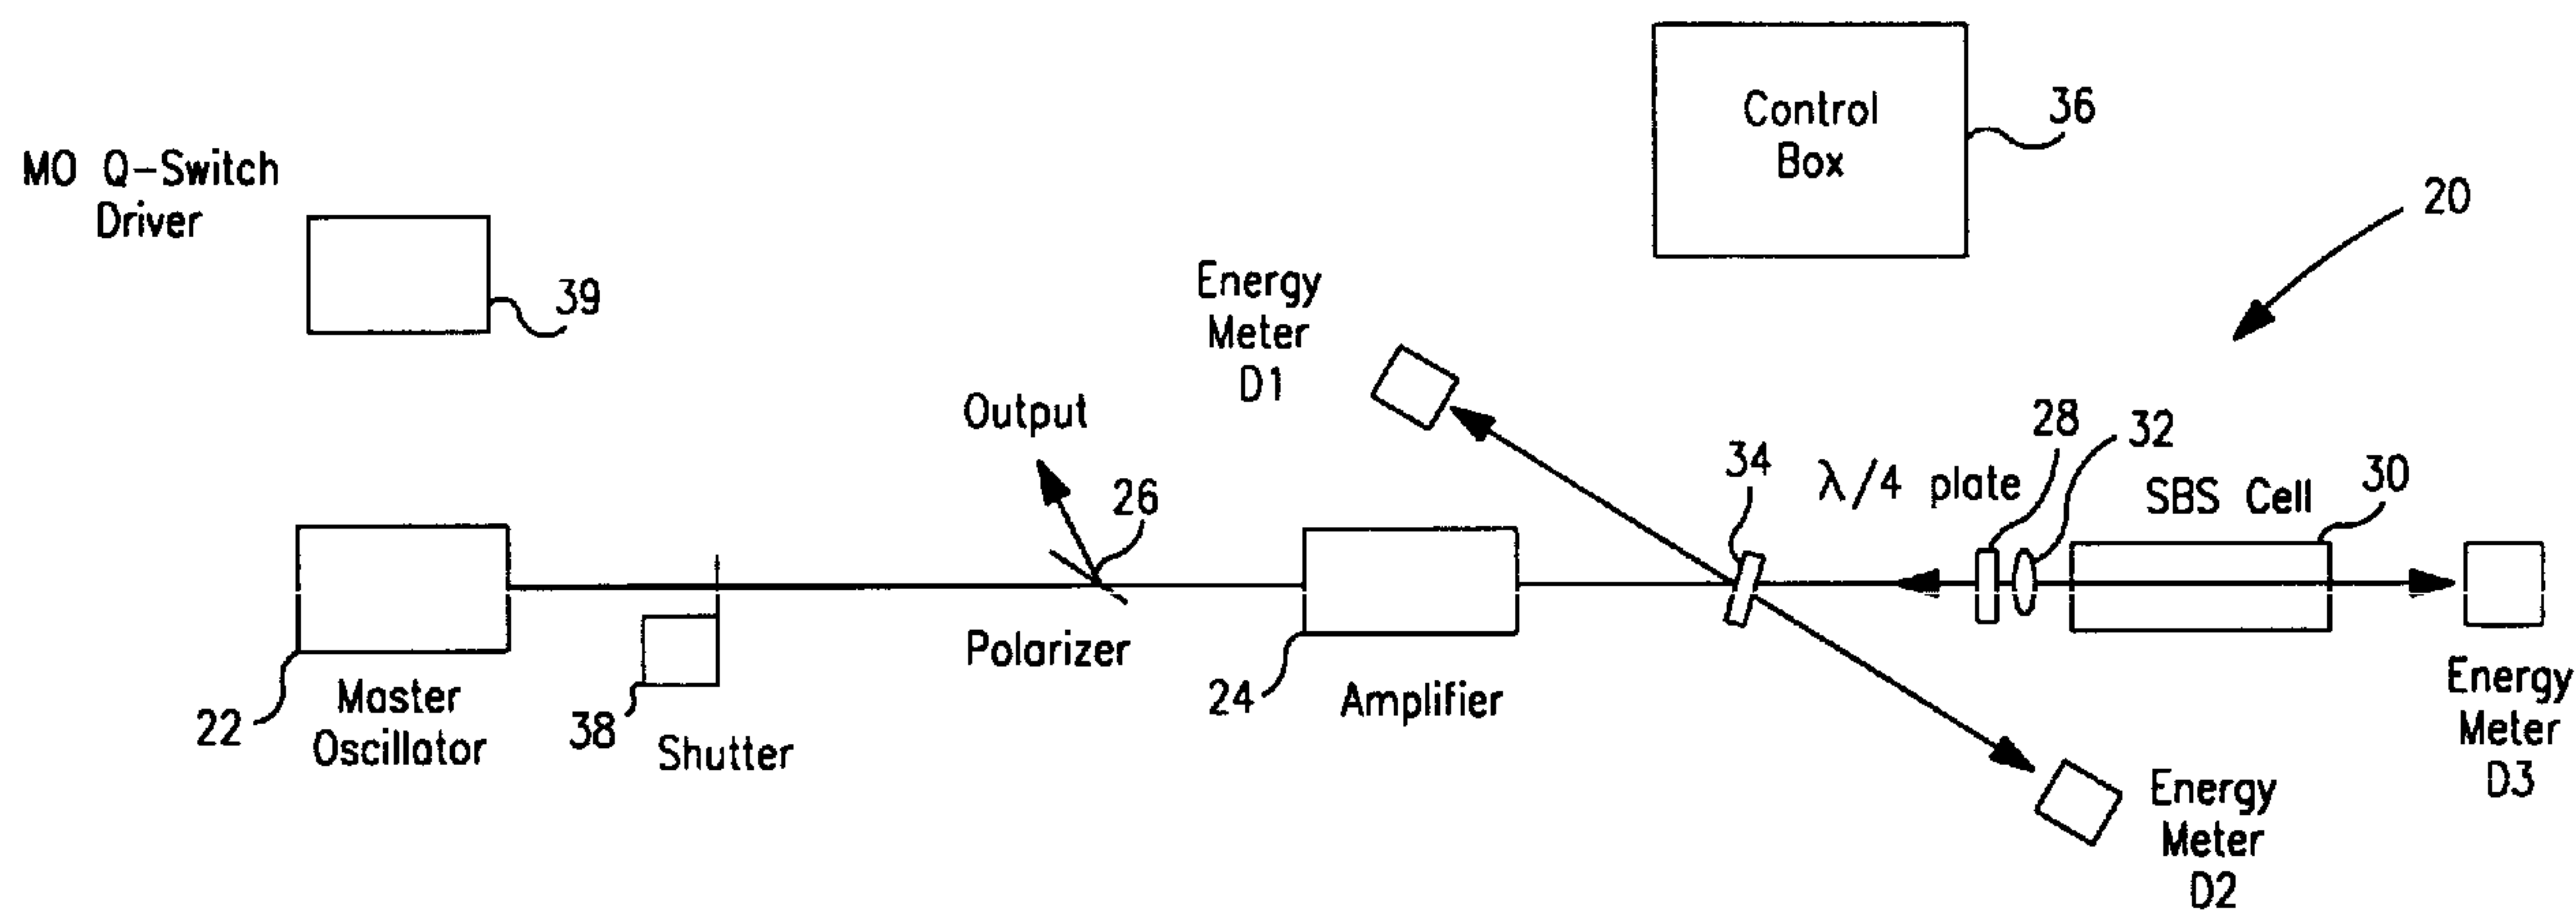 Control
Box
36
MO Q-Switch
Driver
39
20
Energy
Meter
D1
Output
26
34
λ/4 plate
28
32
SBS Cell
30
22
Master
Oscillator
38
Shutter
Polarizer
24
Amplifier
Energy
Meter
D3
Energy
Meter
D2